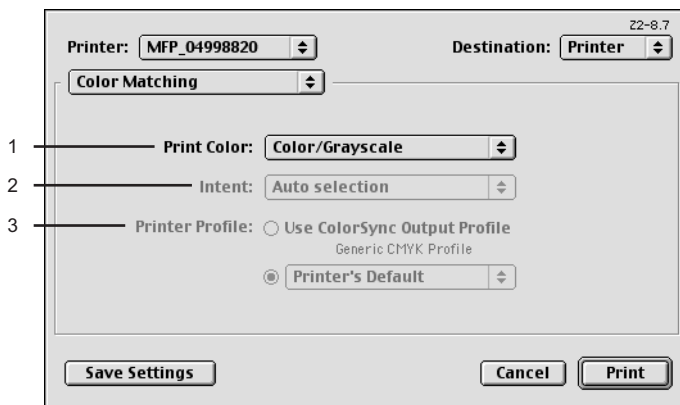 Z2-8.7
Printer: MFP_04998820 Destination: Printer
Color Matching
1 Print Color: Color/Grayscale
2 Intent: Auto selection
3 Printer Profile: Use ColorSync Output Profile
Generic CMYK Profile
Printer's Default
Save Settings Cancel Print